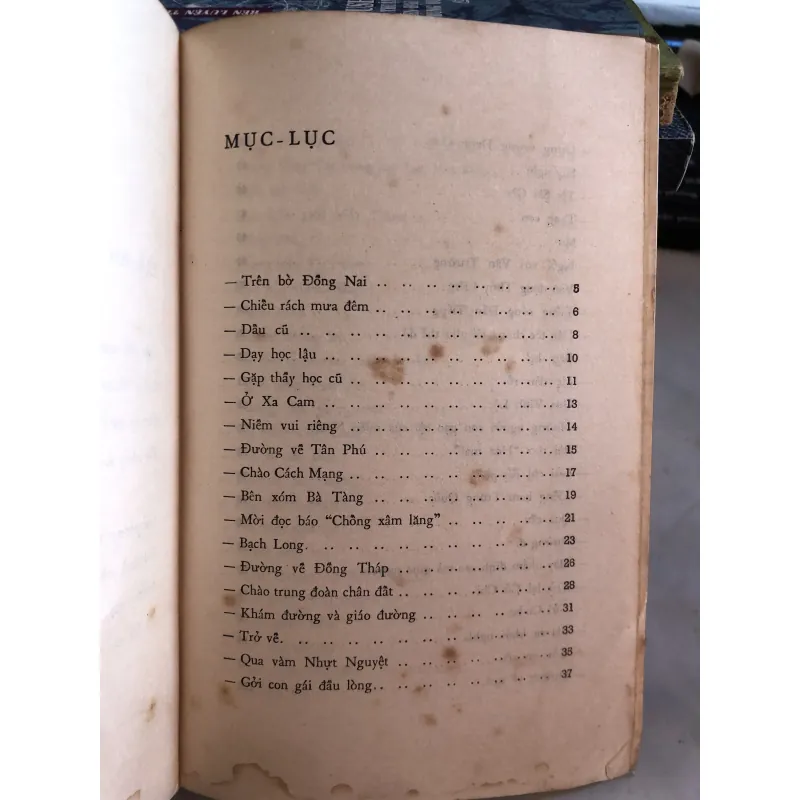 HÈN LUYỆN T
MỤC-LỤC
— Trên bờ Đồng Nai .. .. .. .. .. .. .. .. 5
— Chiều rách mưa đêm .. .. .. .. .. .. .. .. 6
— Dấu cũ .. .. .. .. .. .. .. .. .. .. 8
— Dạy học lậu .. .. .. .. .. .. .. .. .. 10
— Gặp thầy học cũ .. .. .. .. .. .. .. .. 11
— Ở Xa Cam .. .. .. .. .. .. .. .. .. 13
— Niềm vui riêng .. .. .. .. .. .. .. .. 14
— Đường về Tân Phú .. .. .. .. .. .. .. 15
— Chào Cách Mạng .. .. .. .. .. .. .. .. 17
— Bên xóm Bà Tàng .. .. .. .. .. .. .. 19
— Mời đọc báo “Chống xâm lăng” .. .. .. .. .. 21
— Bạch Long. .. .. .. .. .. .. .. .. .. 23
— Đường về Đồng Tháp .. .. .. .. .. .. .. 26
— Chào trung đoàn chân đất .. .. .. .. .. .. 28
— Khám đường và giáo đường .. .. .. .. .. .. 31
— Trở về. .. .. .. .. .. .. .. .. .. .. 33
— Qua vàm Nhựt Nguyệt .. .. .. .. .. .. .. 35
— Gởi con gái đầu lòng .. .. .. .. .. .. .. 37